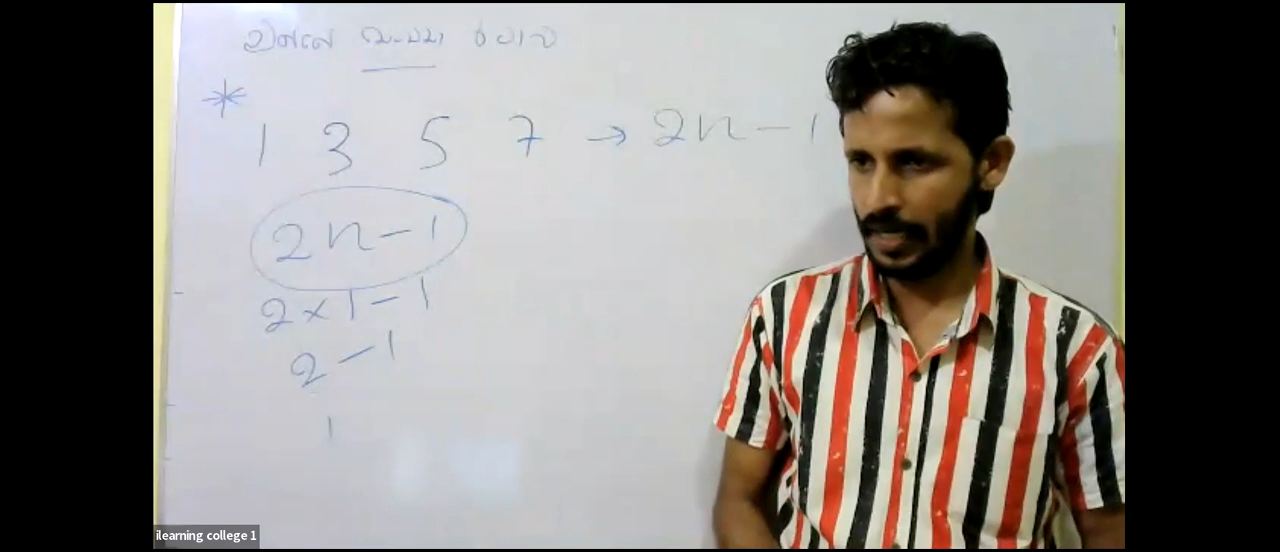 *
1 3 5 7 → 2n - 1
2n - 1
2 × 1 - 1
2 - 1
1
ilearning college 1